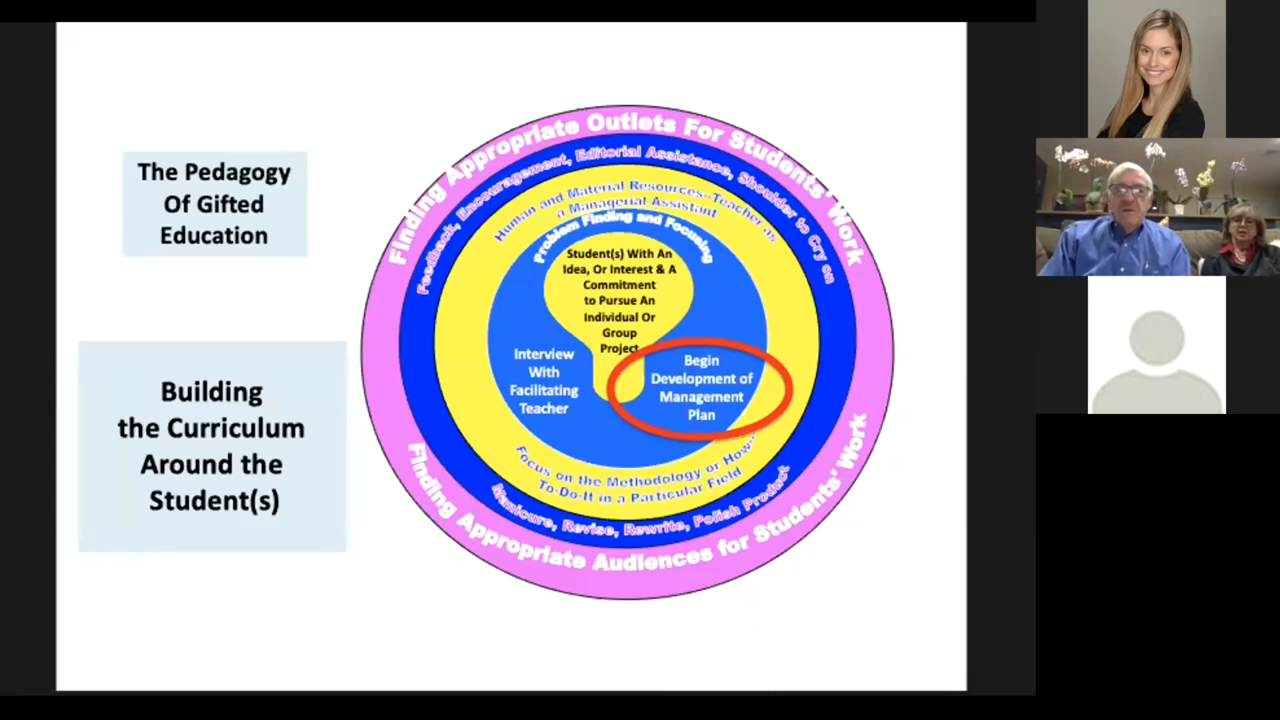 The Pedagogy
Of Gifted
Education
Building
the Curriculum
Around the
Student(s)
Finding Appropriate Outlets For Students' Work
Feedback, Encouragement, Editorial Assistance, Shoulder to Cry on
Human and Material Resources--Teacher as
a Managerial Assistant
Problem Finding and Focusing
Student(s) With An
Idea, Or Interest & A
Commitment
to Pursue An
Individual Or
Group
Project
Interview
With
Facilitating
Teacher
Begin
Development of
Management
Plan
Focus on the Methodology or How--
To-Do-It in a Particular Field
Manicure, Revise, Rewrite, Polish Product
Finding Appropriate Audiences for Students' Work